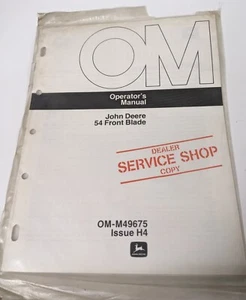 OM
Operator's
Manual
John Deere
54 Front Blade
DEALER
SERVICE SHOP
COPY
OM-M49675
Issue H4